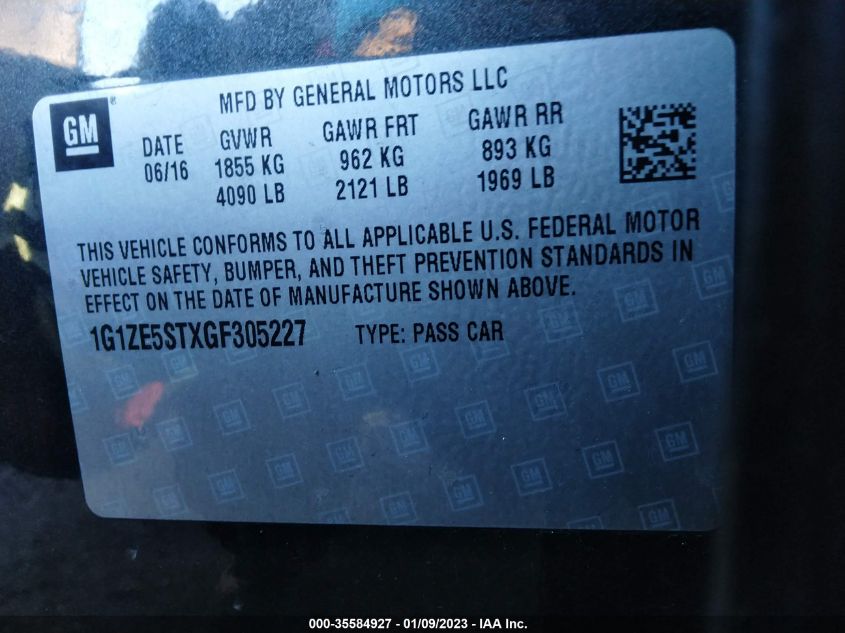 MFD BY GENERAL MOTORS LLC
GM®
DATE GVWR GAWR FRT GAWR RR
06/16 1855 KG 962 KG 893 KG
4090 LB 2121 LB 1969 LB
THIS VEHICLE CONFORMS TO ALL APPLICABLE U.S. FEDERAL MOTOR
VEHICLE SAFETY, BUMPER, AND THEFT PREVENTION STANDARDS IN
EFFECT ON THE DATE OF MANUFACTURE SHOWN ABOVE.
1G1ZE5STXGF305227 TYPE: PASS CAR
000-35584927 - 01/09/2023 - IAA Inc.